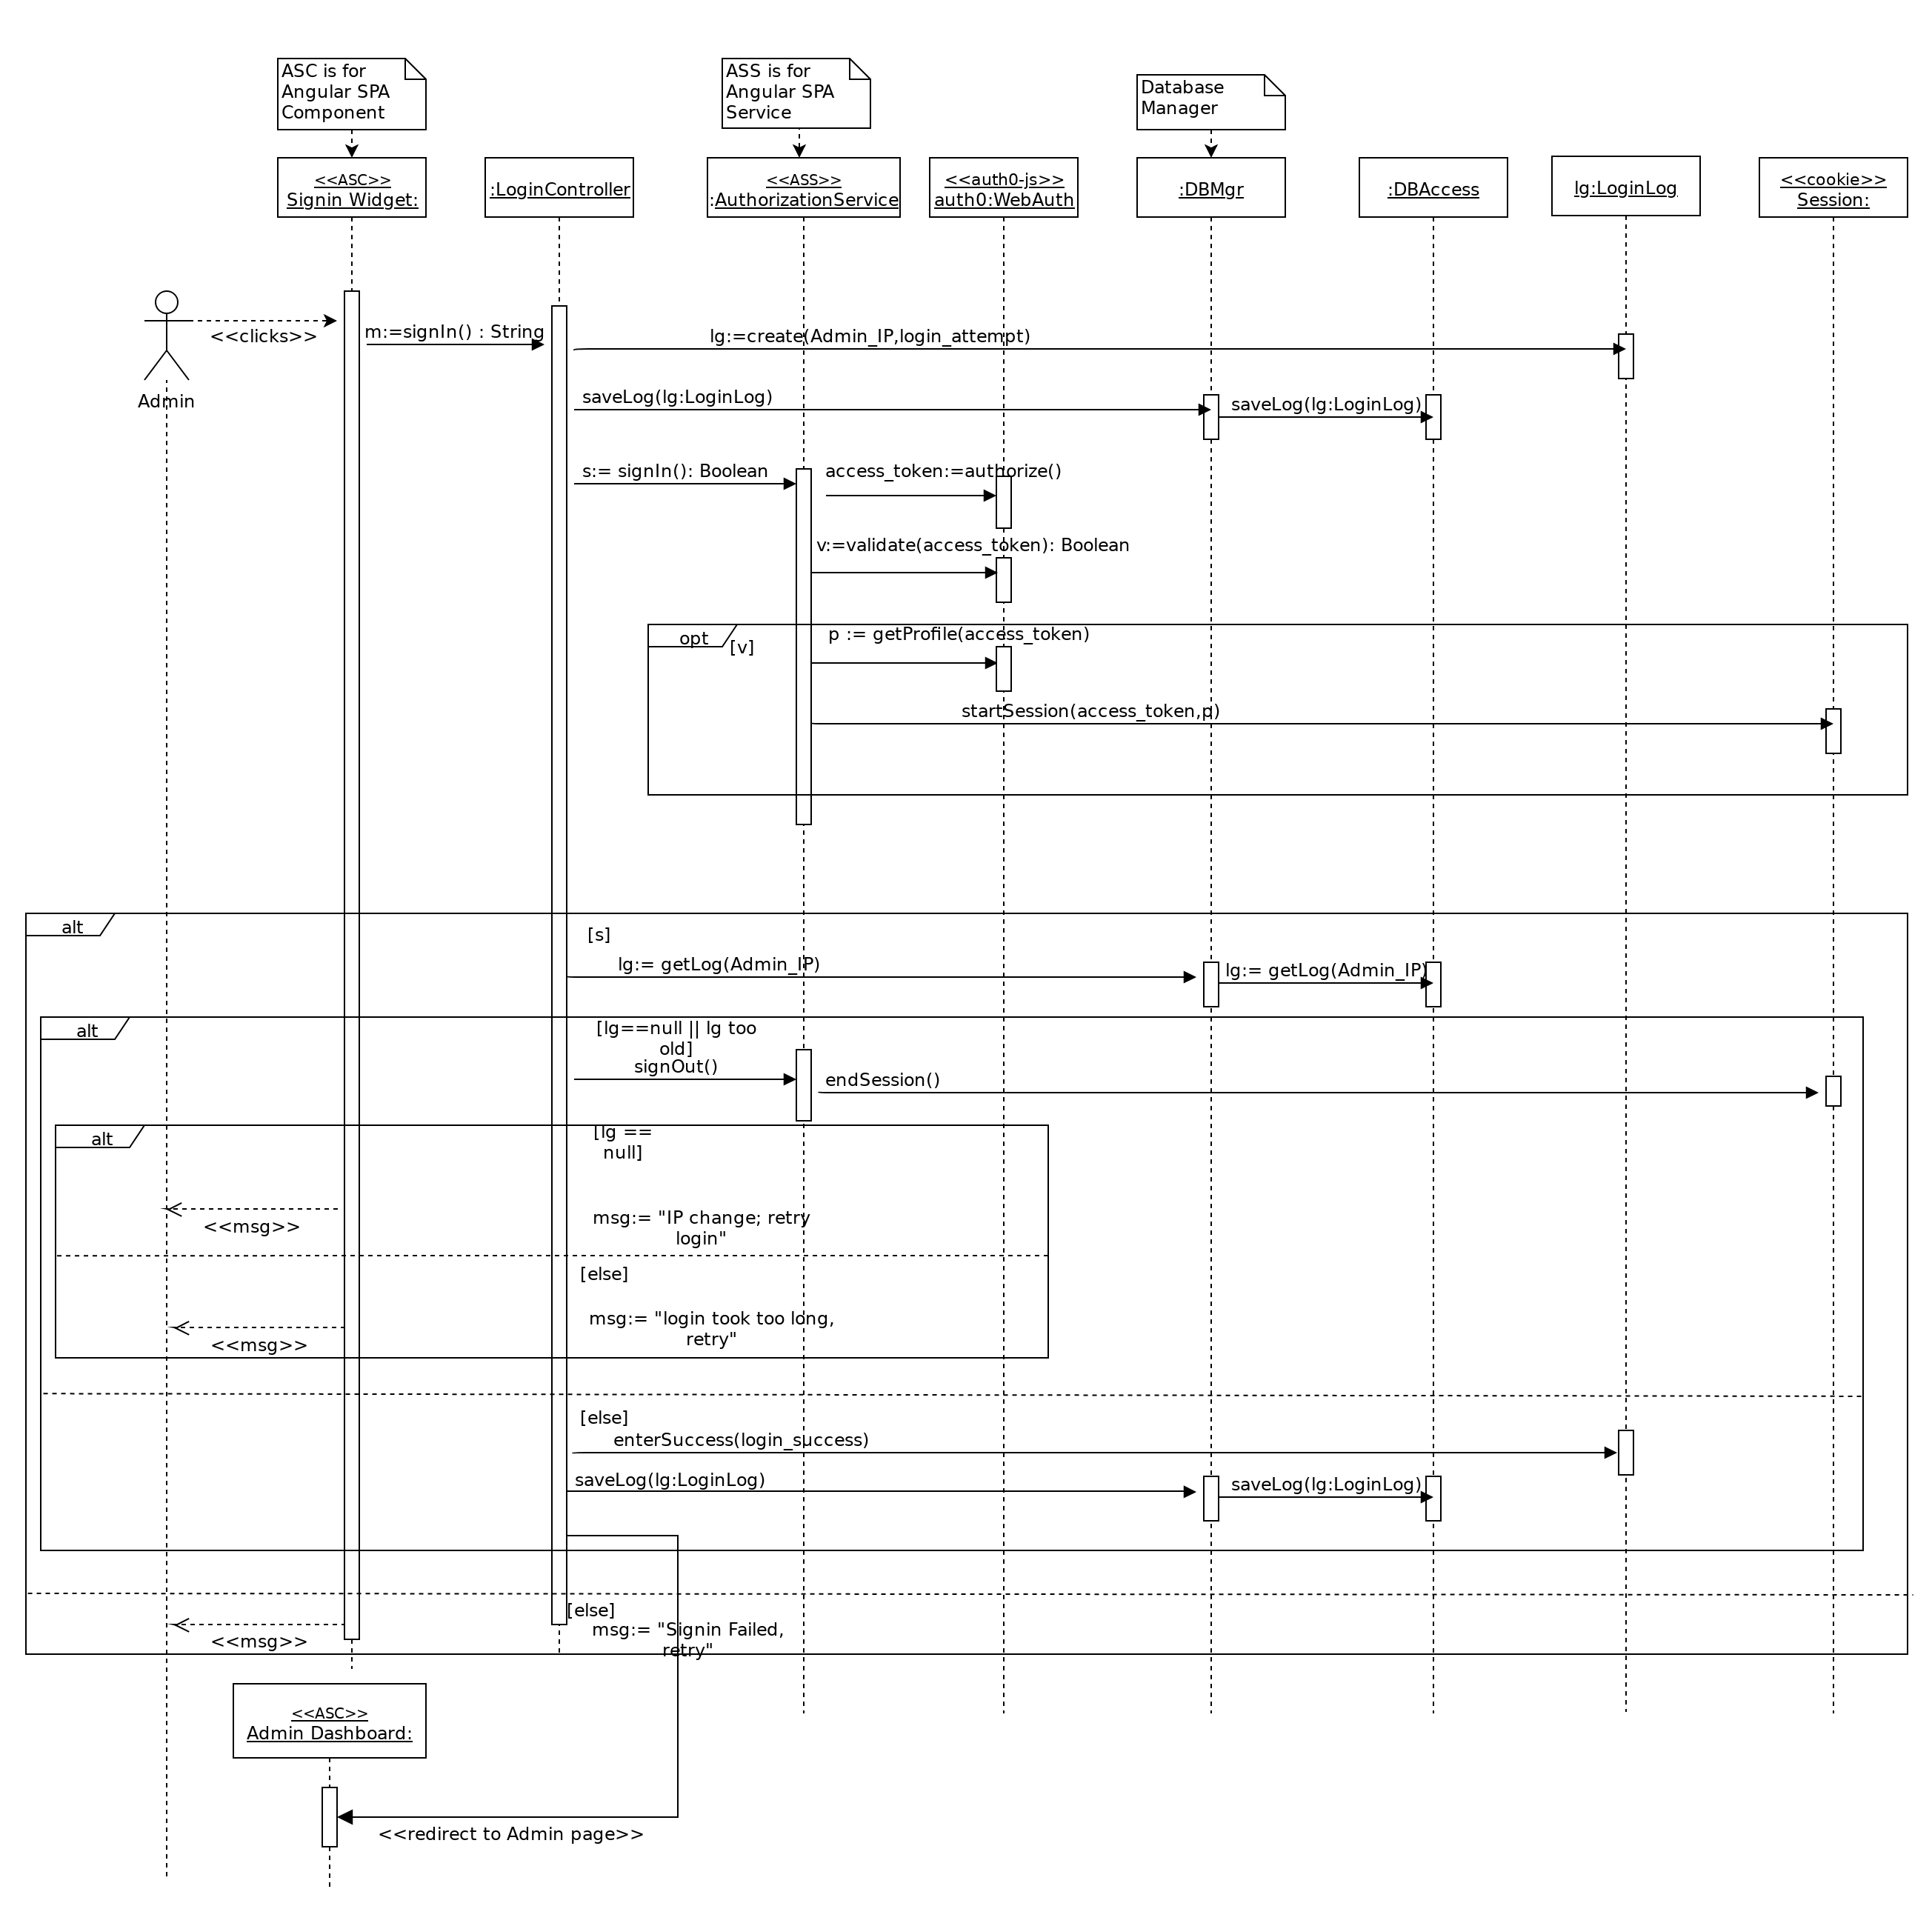 ASC is for
Angular SPA
Component
ASS is for
Angular SPA
Service
Database
Manager
<<ASC>>
Signin Widget:
:LoginController
<<ASS>>
:AuthorizationService
<<auth0-js>>
auth0:WebAuth
:DBMgr
:DBAccess
lg:LoginLog
<<cookie>>
Session:
Admin
<<clicks>>
m:=signIn() : String
lg:=create(Admin_IP,login_attempt)
saveLog(lg:LoginLog)
saveLog(lg:LoginLog)
s:= signIn(): Boolean
access_token:=authorize()
v:=validate(access_token): Boolean
opt
[v]
p := getProfile(access_token)
startSession(access_token,p)
alt
[s]
lg:= getLog(Admin_IP)
lg:= getLog(Admin_IP)
alt
[lg==null || lg too
old]
signOut()
endSession()
alt
[lg ==
null]
<<msg>>
msg:= "IP change; retry
login"
[else]
msg:= "login took too long,
retry"
<<msg>>
[else]
enterSuccess(login_success)
saveLog(lg:LoginLog)
saveLog(lg:LoginLog)
[else]
msg:= "Signin Failed,
retry"
<<msg>>
<<ASC>>
Admin Dashboard:
<<redirect to Admin page>>